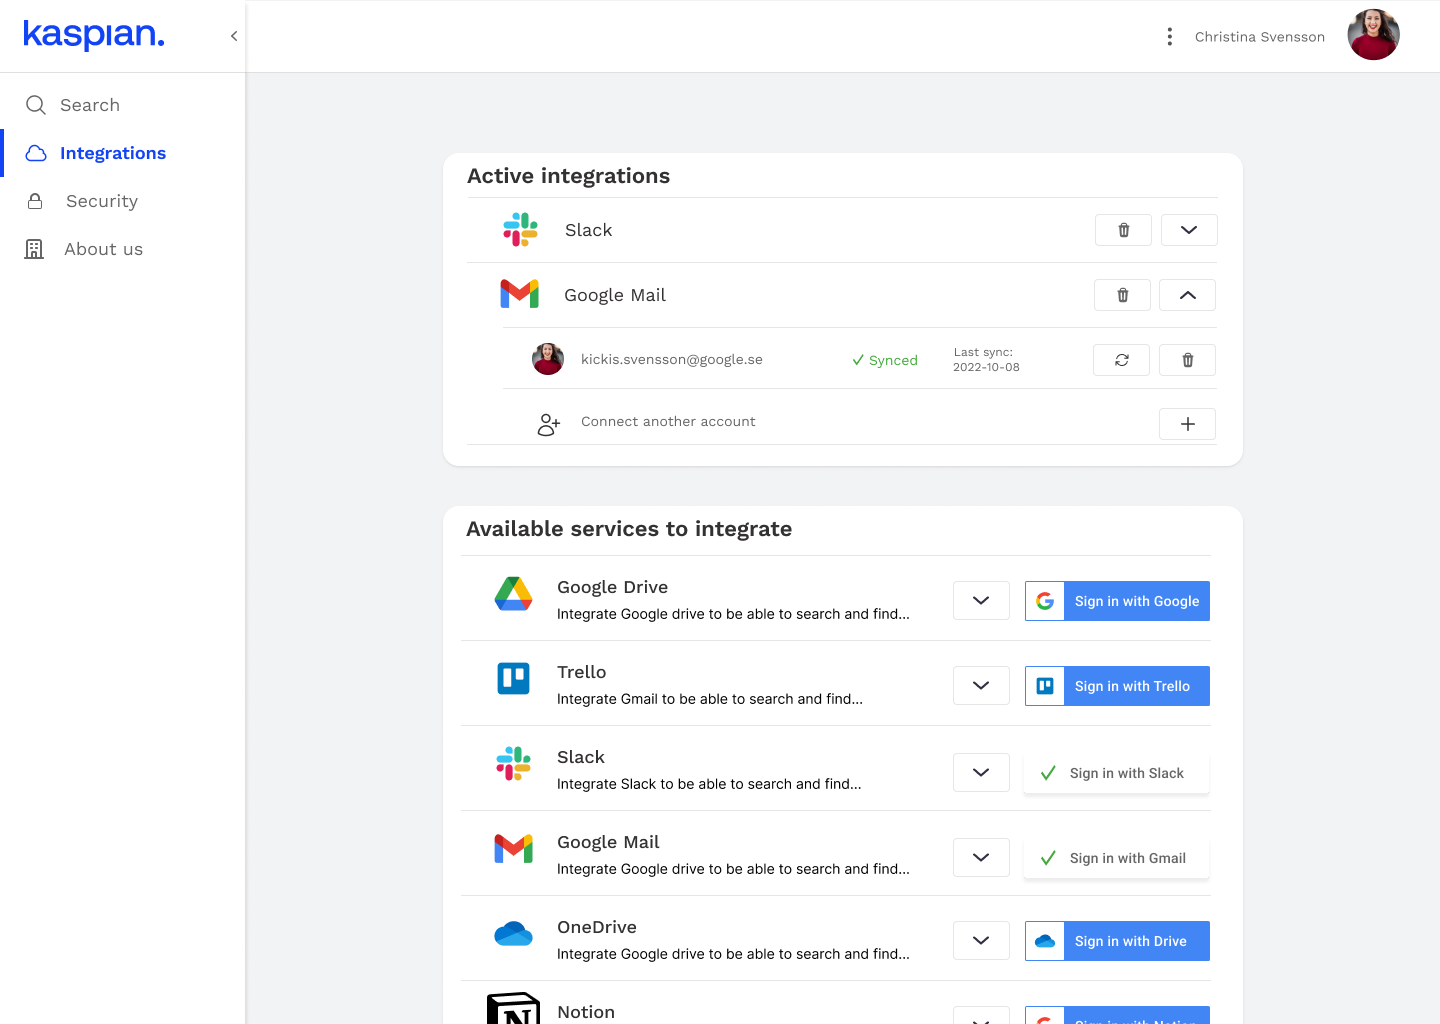 kaspian.
Christina Svensson
Search
Integrations
Security
About us
Active integrations
Slack
Google Mail
kickis.svensson@google.se
Synced
Last sync:
2022-10-08
Connect another account
Available services to integrate
Google Drive
Integrate Google drive to be able to search and find...
Sign in with Google
Trello
Integrate Gmail to be able to search and find...
Sign in with Trello
Slack
Integrate Slack to be able to search and find...
Sign in with Slack
Google Mail
Integrate Google drive to be able to search and find...
Sign in with Gmail
OneDrive
Integrate Google drive to be able to search and find...
Sign in with Drive
Notion
Sign in with Notion